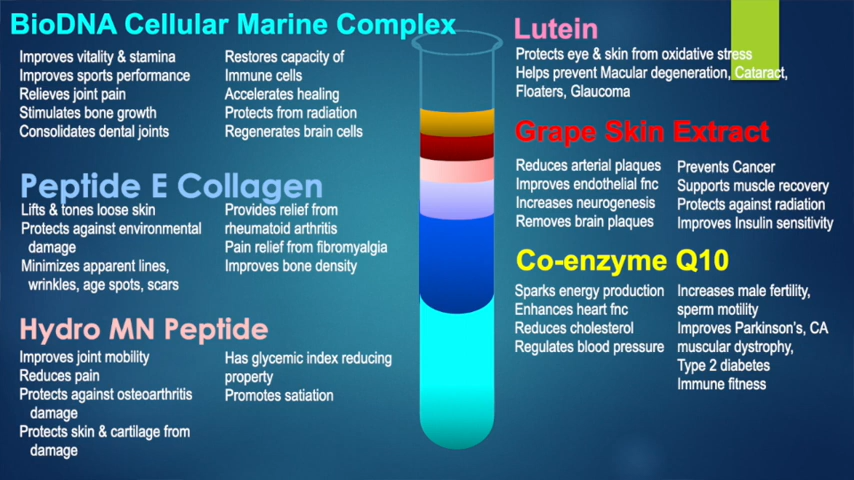 BioDNA Cellular Marine Complex
Improves vitality & stamina
Improves sports performance
Relieves joint pain
Stimulates bone growth
Consolidates dental joints
Restores capacity of
Immune cells
Accelerates healing
Protects from radiation
Regenerates brain cells
Peptide E Collagen
Lifts & tones loose skin
Protects against environmental
damage
Minimizes apparent lines,
wrinkles, age spots, scars
Provides relief from
rheumatoid arthritis
Pain relief from fibromyalgia
Improves bone density
Hydro MN Peptide
Improves joint mobility
Reduces pain
Protects against osteoarthritis
damage
Protects skin & cartilage from
damage
Has glycemic index reducing
property
Promotes satiation
Lutein
Protects eye & skin from oxidative stress
Helps prevent Macular degeneration, Cataract,
Floaters, Glaucoma
Grape Skin Extract
Reduces arterial plaques
Improves endothelial fnc
Increases neurogenesis
Removes brain plaques
Prevents Cancer
Supports muscle recovery
Protects against radiation
Improves Insulin sensitivity
Co-enzyme Q10
Sparks energy production
Enhances heart fnc
Reduces cholesterol
Regulates blood pressure
Increases male fertility,
sperm motility
Improves Parkinson's, CA
muscular dystrophy,
Type 2 diabetes
Immune fitness